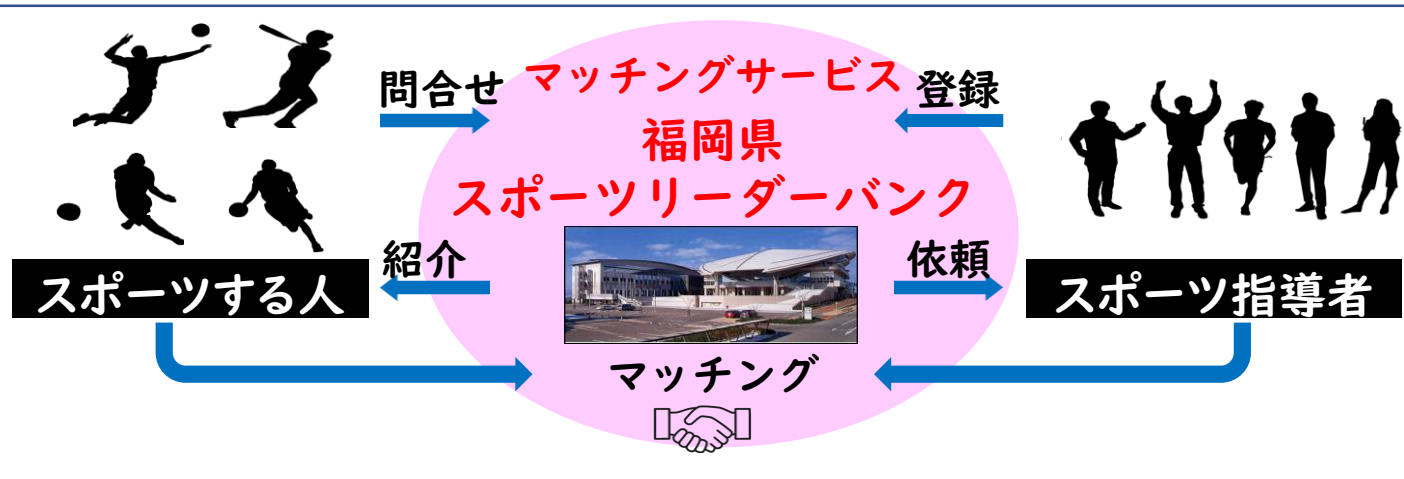 問合せ
マッチングサービス
登録
福岡県
スポーツリーダーバンク
紹介
依頼
スポーツする人
スポーツ指導者
マッチング